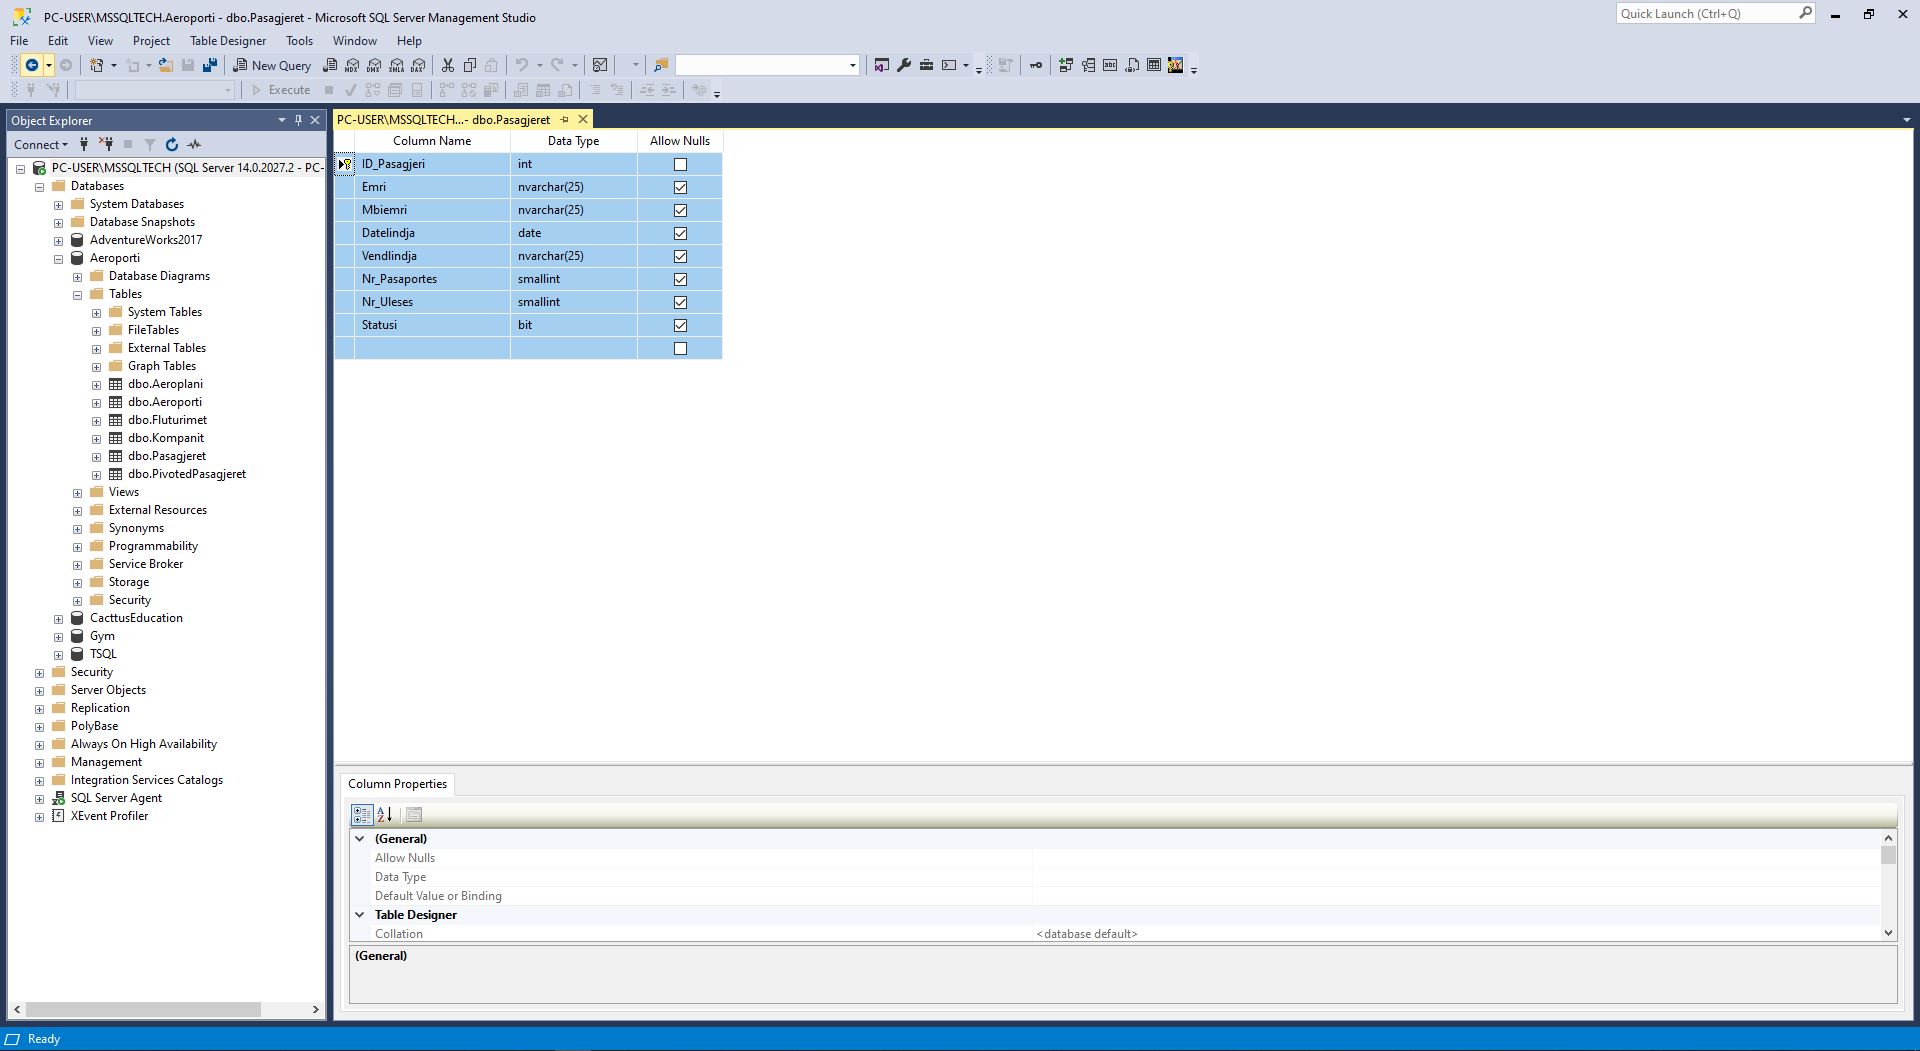 PC-USER\MSSQLTECH.Aeroporti - dbo.Pasagjeret - Microsoft SQL Server Management Studio
Quick Launch (Ctrl+Q)
File Edit View Project Table Designer Tools Window Help
New Query
MDX DMX XMLA DAX
Execute
Object Explorer
Connect
PC-USER\MSSQLTECH (SQL Server 14.0.2027.2 - PC-
Databases
System Databases
Database Snapshots
AdventureWorks2017
Aeroporti
Database Diagrams
Tables
System Tables
FileTables
External Tables
Graph Tables
dbo.Aeroplani
dbo.Aeroporti
dbo.Fluturimet
dbo.Kompanit
dbo.Pasagjeret
dbo.PivotedPasagjeret
Views
External Resources
Synonyms
Programmability
Service Broker
Storage
Security
CacttusEducation
Gym
TSQL
Security
Server Objects
Replication
PolyBase
Always On High Availability
Management
Integration Services Catalogs
SQL Server Agent
XEvent Profiler
PC-USER\MSSQLTECH...- dbo.Pasagjeret
Column Name Data Type Allow Nulls
ID_Pasagjeri int
Emri nvarchar(25)
Mbiemri nvarchar(25)
Datelindja date
Vendlindja nvarchar(25)
Nr_Pasaportes smallint
Nr_Uleses smallint
Statusi bit
Column Properties
(General)
Allow Nulls
Data Type
Default Value or Binding
Table Designer
Collation <database default>
(General)
Ready